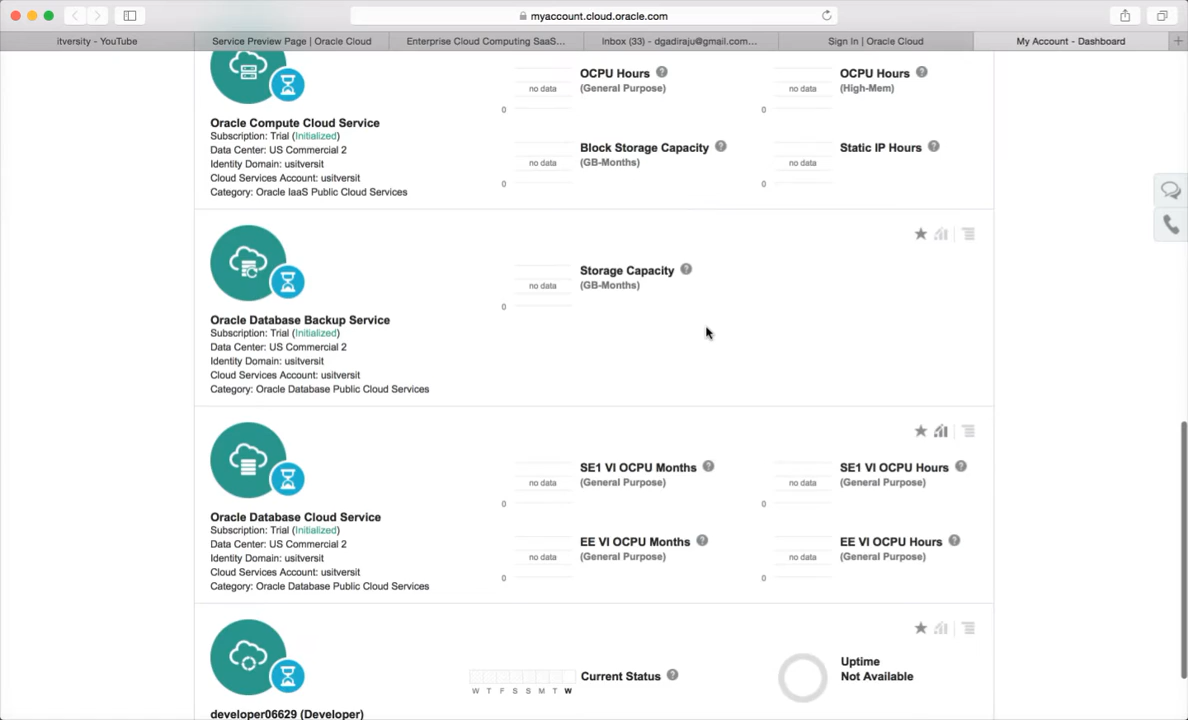 myaccount.cloud.oracle.com
itversity - YouTube
Service Preview Page | Oracle Cloud
Enterprise Cloud Computing SaaS...
Inbox (33) - dgadiraju@gmail.com...
Sign In | Oracle Cloud
My Account - Dashboard
OCPU Hours
(General Purpose)
no data
0
OCPU Hours
(High-Mem)
no data
0
Oracle Compute Cloud Service
Subscription: Trial (Initialized)
Data Center: US Commercial 2
Identity Domain: usitversit
Cloud Services Account: usitversit
Category: Oracle IaaS Public Cloud Services
Block Storage Capacity
(GB-Months)
no data
0
Static IP Hours
no data
0
Storage Capacity
(GB-Months)
no data
0
Oracle Database Backup Service
Subscription: Trial (Initialized)
Data Center: US Commercial 2
Identity Domain: usitversit
Cloud Services Account: usitversit
Category: Oracle Database Public Cloud Services
SE1 VI OCPU Months
(General Purpose)
no data
0
SE1 VI OCPU Hours
(General Purpose)
no data
0
Oracle Database Cloud Service
Subscription: Trial (Initialized)
Data Center: US Commercial 2
Identity Domain: usitversit
Cloud Services Account: usitversit
Category: Oracle Database Public Cloud Services
EE VI OCPU Months
(General Purpose)
no data
0
EE VI OCPU Hours
(General Purpose)
no data
0
Current Status
W T F S S M T W
Uptime
Not Available
developer06629 (Developer)